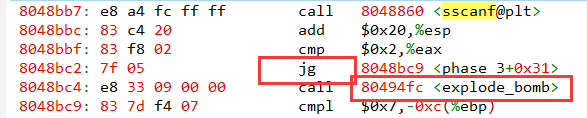 8048bb7: e8 a4 fc ff ff call 8048860 <sscanf@plt>
8048bbc: 83 c4 20 add $0x20,%esp
8048bbf: 83 f8 02 cmp $0x2,%eax
8048bc2: 7f 05 jg 8048bc9 <phase 3+0x31>
8048bc4: e8 33 09 00 00 call 80494fc <explode_bomb>
8048bc9: 83 7d f4 07 cmpl $0x7,-0xc(%ebp)